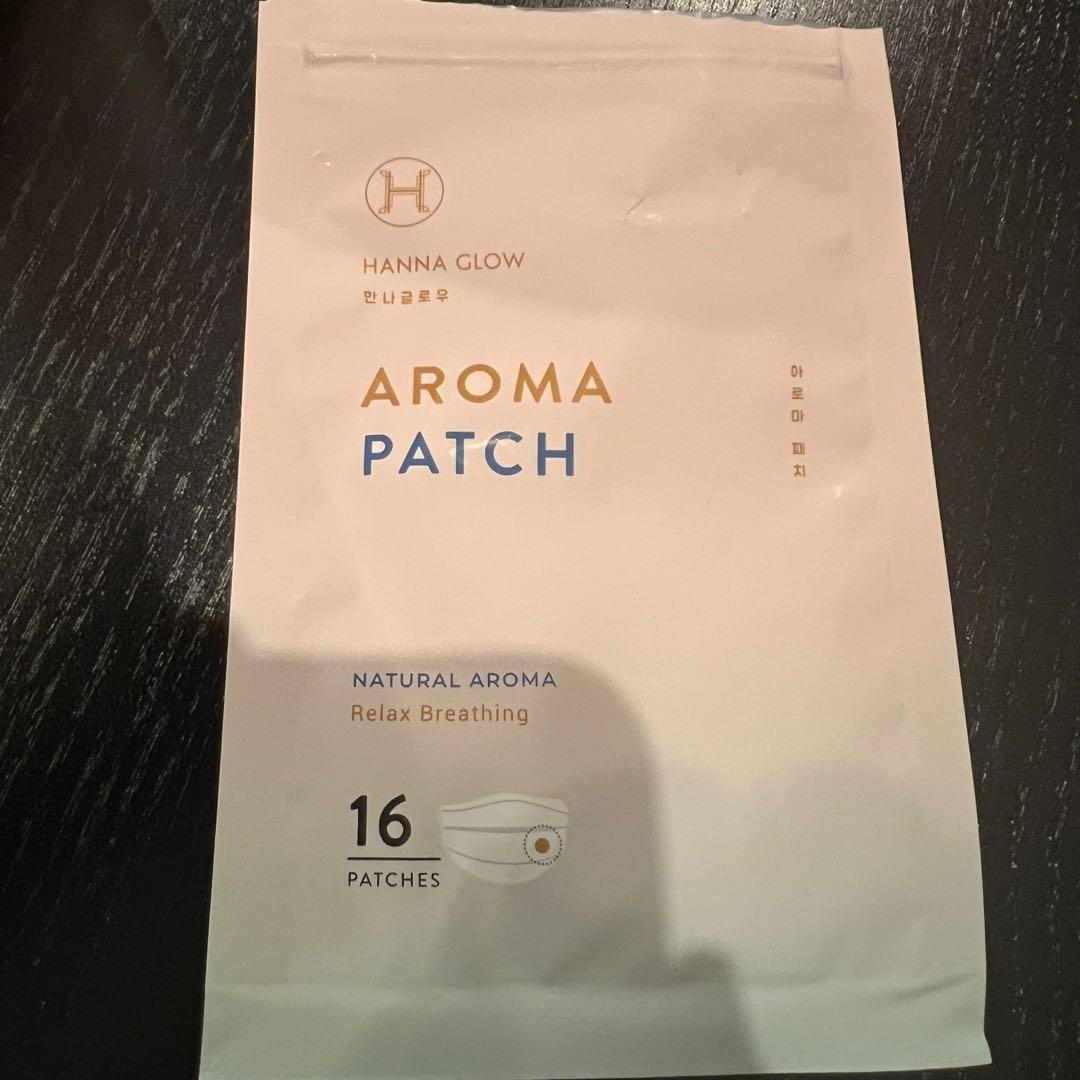 H
HANNA GLOW
한나글로우
AROMA
PATCH
아로마 패치
NATURAL AROMA
Relax Breathing
16
PATCHES